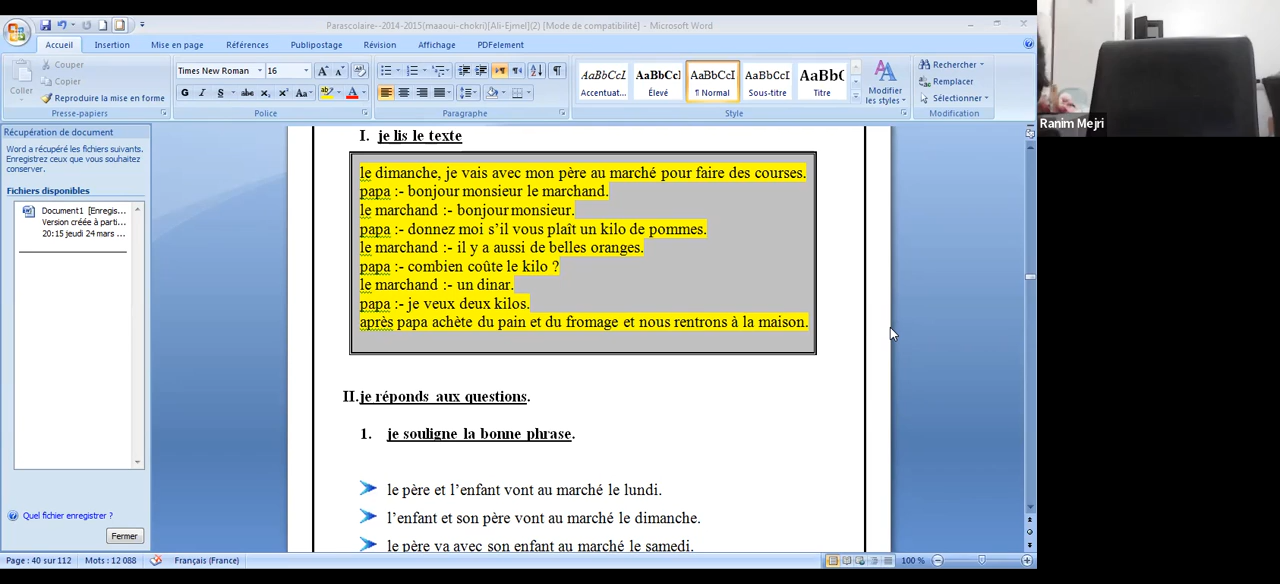 Parascolaire--2014-2015(maaoui-chokri)[Ali-Ejmel](2) [Mode de compatibilité] - Microsoft Word
Accueil Insertion Mise en page Références Publipostage Révision Affichage PDFelement
Coller
Couper
Copier
Reproduire la mise en forme
Presse-papiers
Times New Roman 16
G I S abc x₂ x² Aa
Police
Paragraphe
AaBbCcL AaBbCcI AaBbCcI AaBbCcI AaBb(
Accentuat... Élevé ¶ Normal Sous-titre Titre
Modifier les styles
Style
Rechercher
Remplacer
Sélectionner
Modification
Ranim Mejri
Récupération de document
Word a récupéré les fichiers suivants.
Enregistrez ceux que vous souhaitez
conserver.
Fichiers disponibles
Document1 [Enregis...
Version créée à parti...
20:15 jeudi 24 mars ...
Quel fichier enregistrer ?
Fermer
I. je lis le texte
le dimanche, je vais avec mon père au marché pour faire des courses.
papa :- bonjour monsieur le marchand.
le marchand :- bonjour monsieur.
papa :- donnez moi s'il vous plaît un kilo de pommes.
le marchand :- il y a aussi de belles oranges.
papa :- combien coûte le kilo ?
le marchand :- un dinar.
papa :- je veux deux kilos.
après papa achète du pain et du fromage et nous rentrons à la maison.
II.je réponds aux questions.
1. je souligne la bonne phrase.
le père et l'enfant vont au marché le lundi.
l'enfant et son père vont au marché le dimanche.
le père va avec son enfant au marché le samedi.
Page : 40 sur 112 Mots : 12 088 Français (France) 100 %